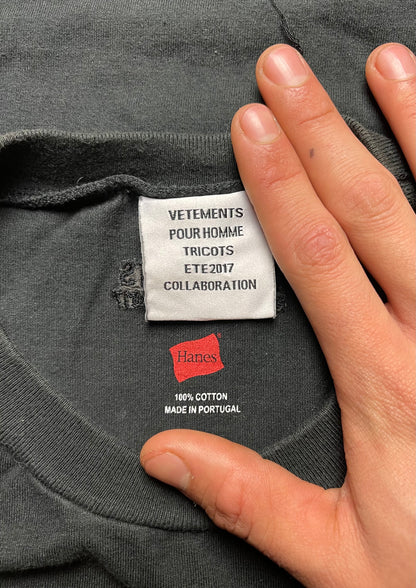 VETEMENTS
POUR HOMME
TRICOTS
ETE2017
COLLABORATION
Hanes
100% COTTON
MADE IN PORTUGAL